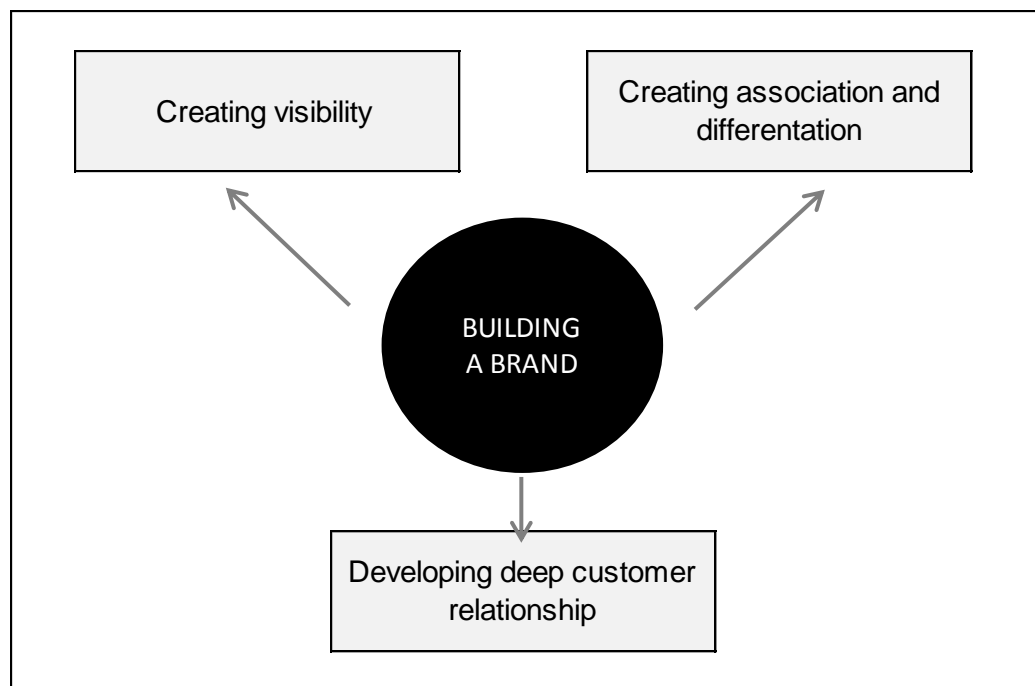 Creating visibility
Creating association and
differentation
BUILDING
A BRAND
Developing deep customer
relationship